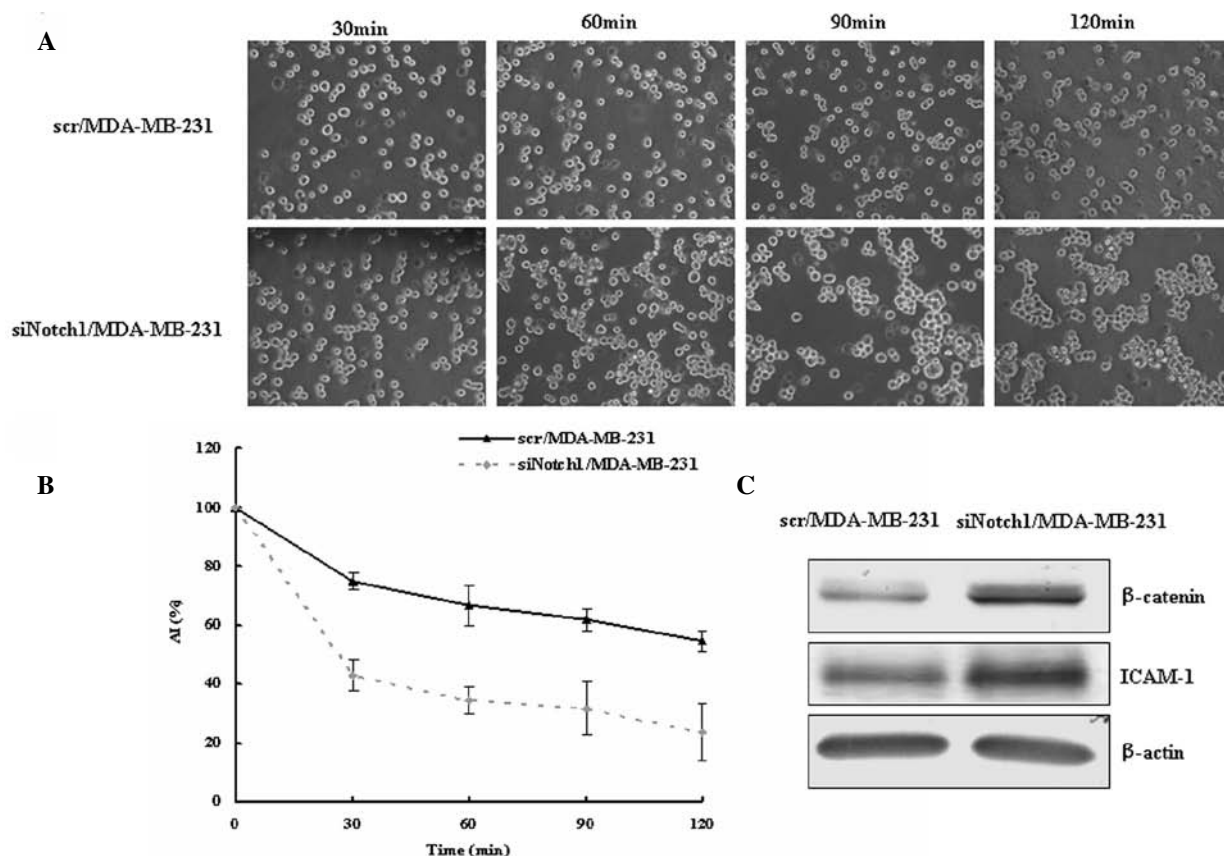 A
30min
60min
90min
120min
scr/MDA-MB-231
siNotch1/MDA-MB-231
B
scr/MDA-MB-231
siNotch1/MDA-MB-231
120
100
80
60
40
20
0
AI (%)
0
30
60
90
120
Time (min)
C
scr/MDA-MB-231
siNotch1/MDA-MB-231
β-catenin
ICAM-1
β-actin